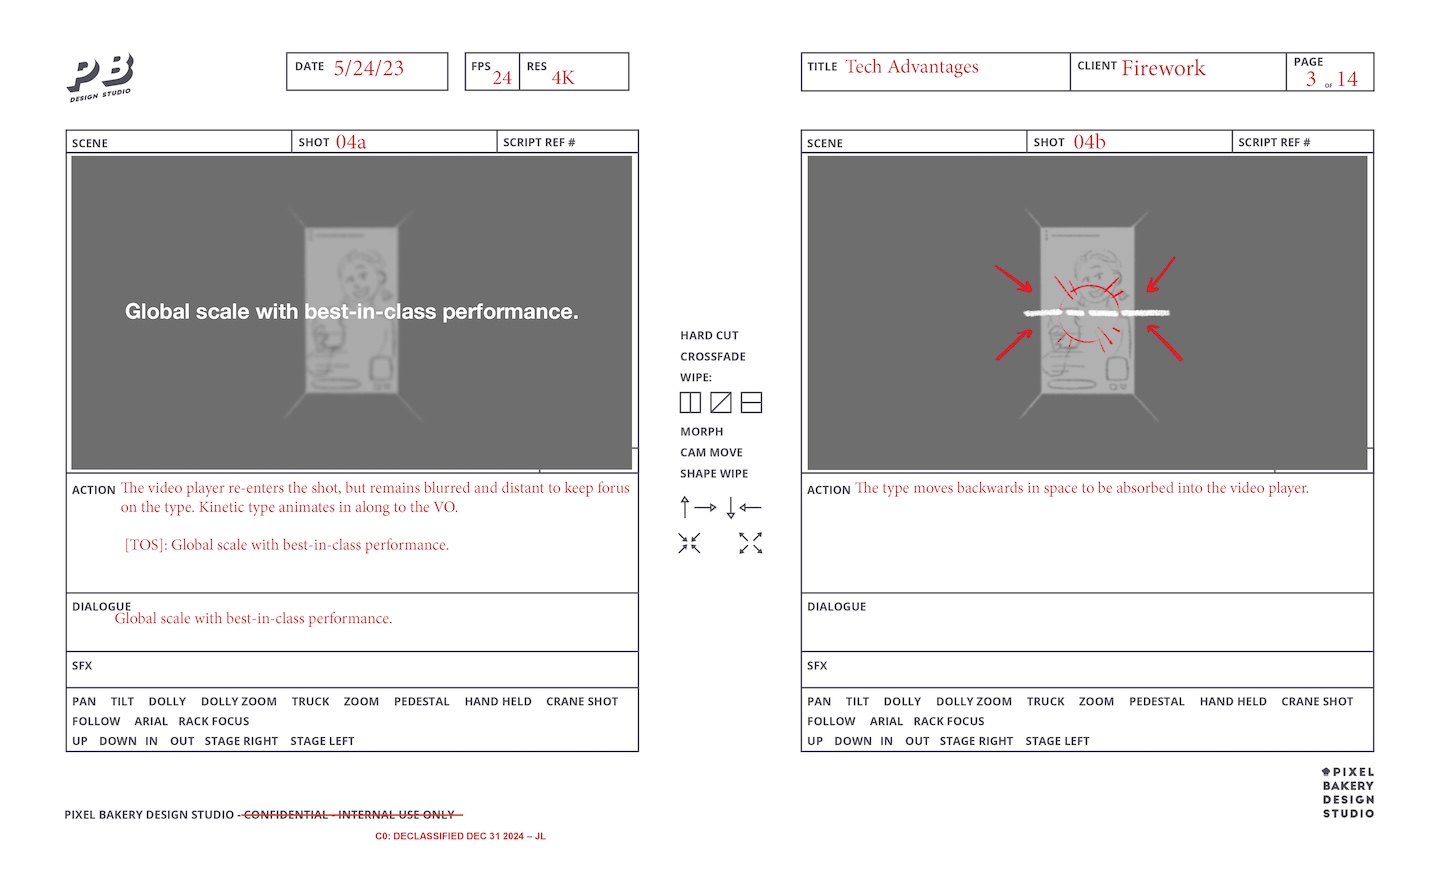 PB
DESIGN STUDIO
DATE 5/24/23
FPS 24
RES 4K
TITLE Tech Advantages
CLIENT Firework
PAGE 3 OF 14
SCENE
SHOT 04a
SCRIPT REF #
Global scale with best-in-class performance.
ACTION The video player re-enters the shot, but remains blurred and distant to keep forus
on the type. Kinetic type animates in along to the VO.
[TOS]: Global scale with best-in-class performance.
DIALOGUE
Global scale with best-in-class performance.
SFX
PAN TILT DOLLY DOLLY ZOOM TRUCK ZOOM PEDESTAL HAND HELD CRANE SHOT
FOLLOW ARIAL RACK FOCUS
UP DOWN IN OUT STAGE RIGHT STAGE LEFT
HARD CUT
CROSSFADE
WIPE:
MORPH
CAM MOVE
SHAPE WIPE
SCENE
SHOT 04b
SCRIPT REF #
ACTION The type moves backwards in space to be absorbed into the video player.
DIALOGUE
SFX
PAN TILT DOLLY DOLLY ZOOM TRUCK ZOOM PEDESTAL HAND HELD CRANE SHOT
FOLLOW ARIAL RACK FOCUS
UP DOWN IN OUT STAGE RIGHT STAGE LEFT
PIXEL BAKERY DESIGN STUDIO - CONFIDENTIAL - INTERNAL USE ONLY
C0: DECLASSIFIED DEC 31 2024 – JL
PIXEL
BAKERY
DESIGN
STUDIO